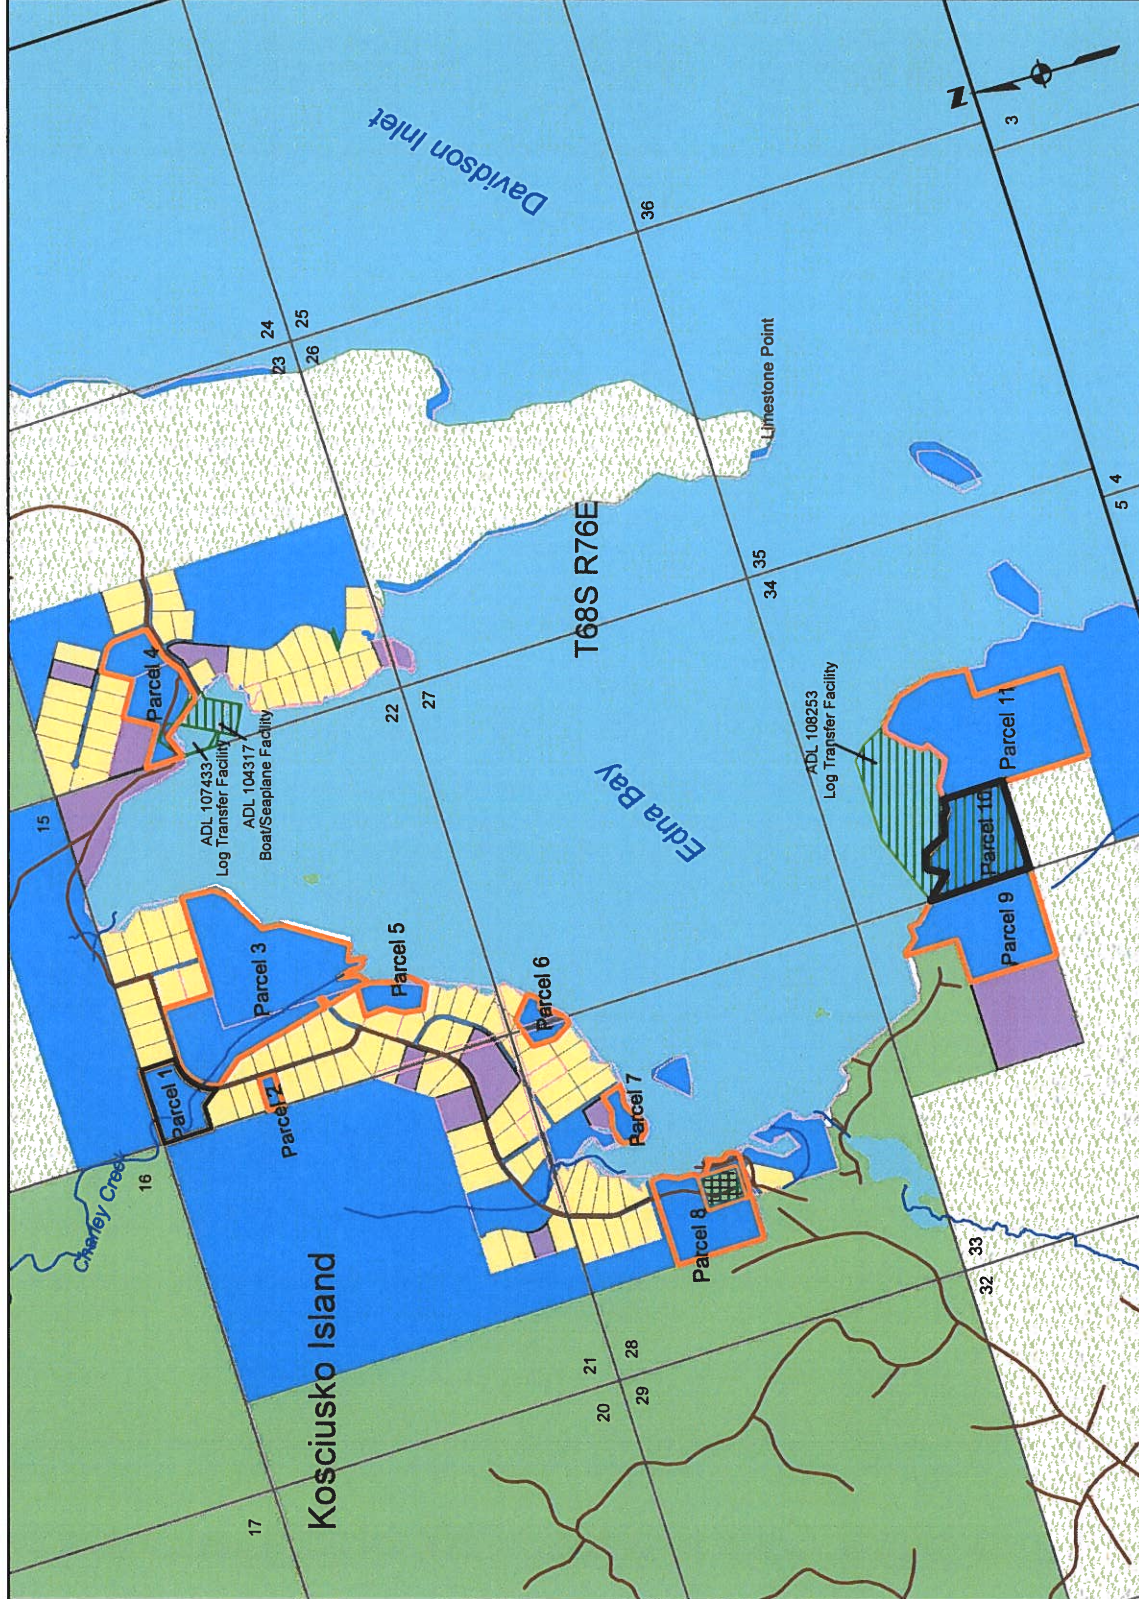 Kosciusko Island
Charley Creek
Davidson Inlet
Edna Bay
T68S R76E
Limestone Point
Parcel 1
Parcel 2
Parcel 3
Parcel 4
Parcel 5
Parcel 6
Parcel 7
Parcel 8
Parcel 9
Parcel 10
Parcel 11
ADL 107433
Log Transfer Facility
ADL 104317
Boat/Seaplane Facility
ADL 108253
Log Transfer Facility
N
17
16
15
20
21
29
28
22
27
23
24
26
25
32
33
34
35
36
5
4
3